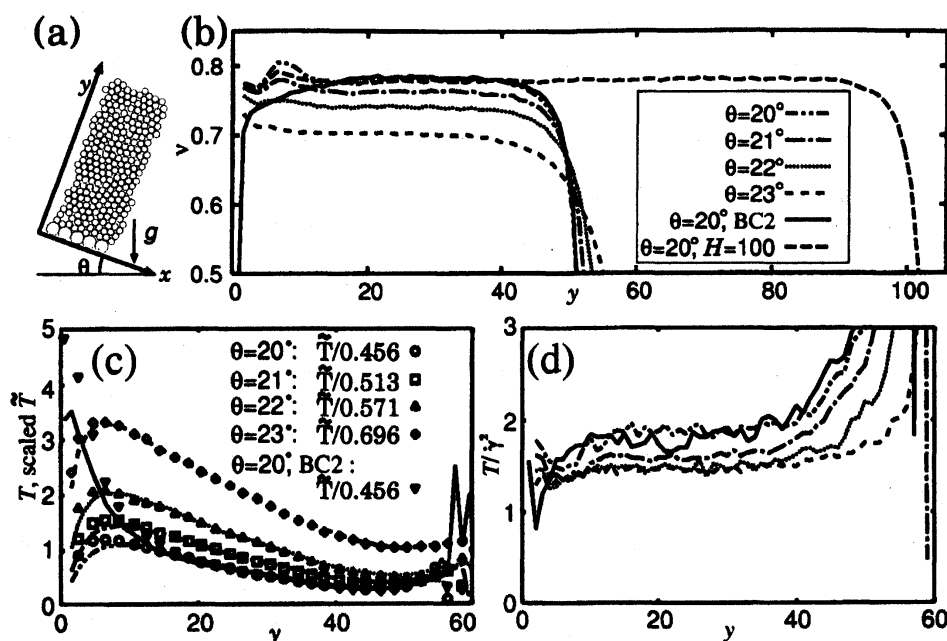 (a)
y
g
θ
x
(b)
ν
0.8
0.7
0.6
0.5
0
20
40
y
60
80
100
θ=20°
θ=21°
θ=22°
θ=23°
θ=20°, BC2
θ=20°, H=100
(c)
T, scaled T̃
5
4
3
2
1
0
0
20
40
y
60
θ=20°: T̃/0.456
θ=21°: T̃/0.513
θ=22°: T̃/0.571
θ=23°: T̃/0.696
θ=20°, BC2 :
T̃/0.456
(d)
T/γ̇²
3
2
1
0
0
20
40
y
60